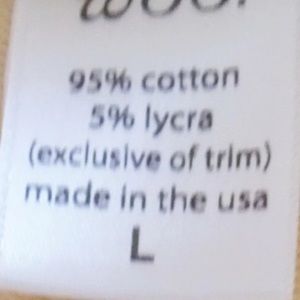 95% cotton
5% lycra
(exclusive of trim)
made in the usa
L